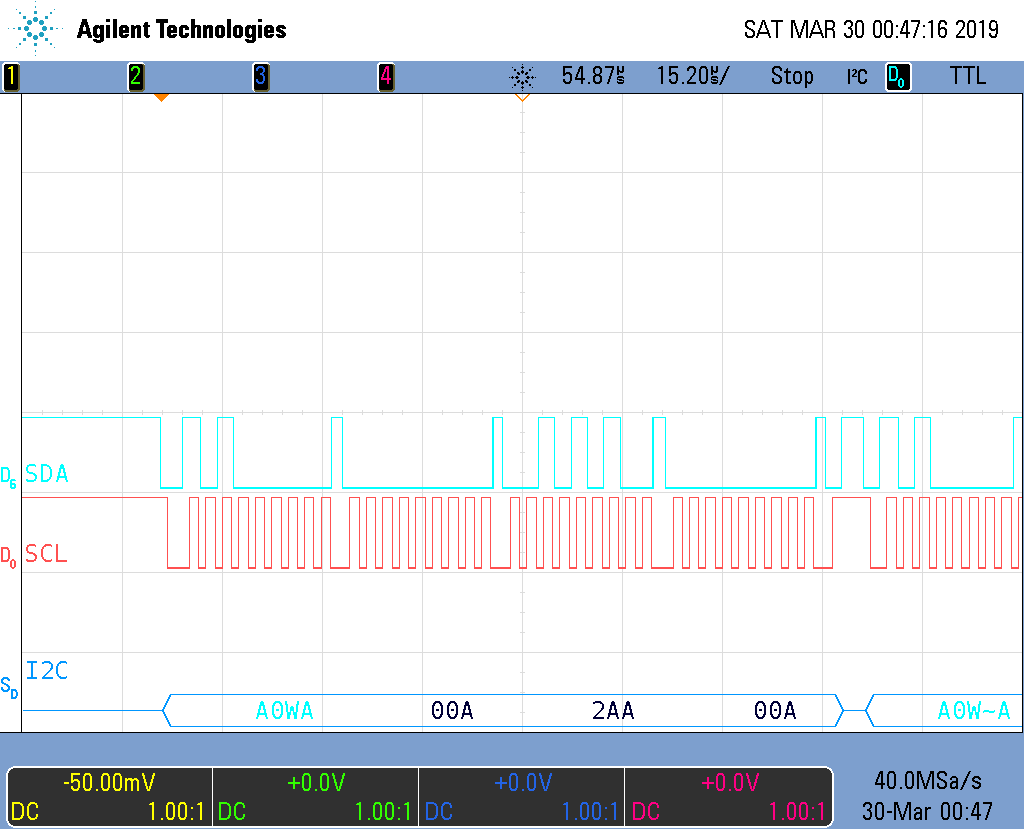 Agilent Technologies SAT MAR 30 00:47:16 2019
1 2 3 4 54.87µs 15.20µs/ Stop I²C D0 TTL
D6 SDA
D0 SCL
I2C
SD
A0WA 00A 2AA 00A A0W~A
-50.00mV +0.0V +0.0V +0.0V 40.0MSa/s
DC 1.00:1 DC 1.00:1 DC 1.00:1 DC 1.00:1 30-Mar 00:47